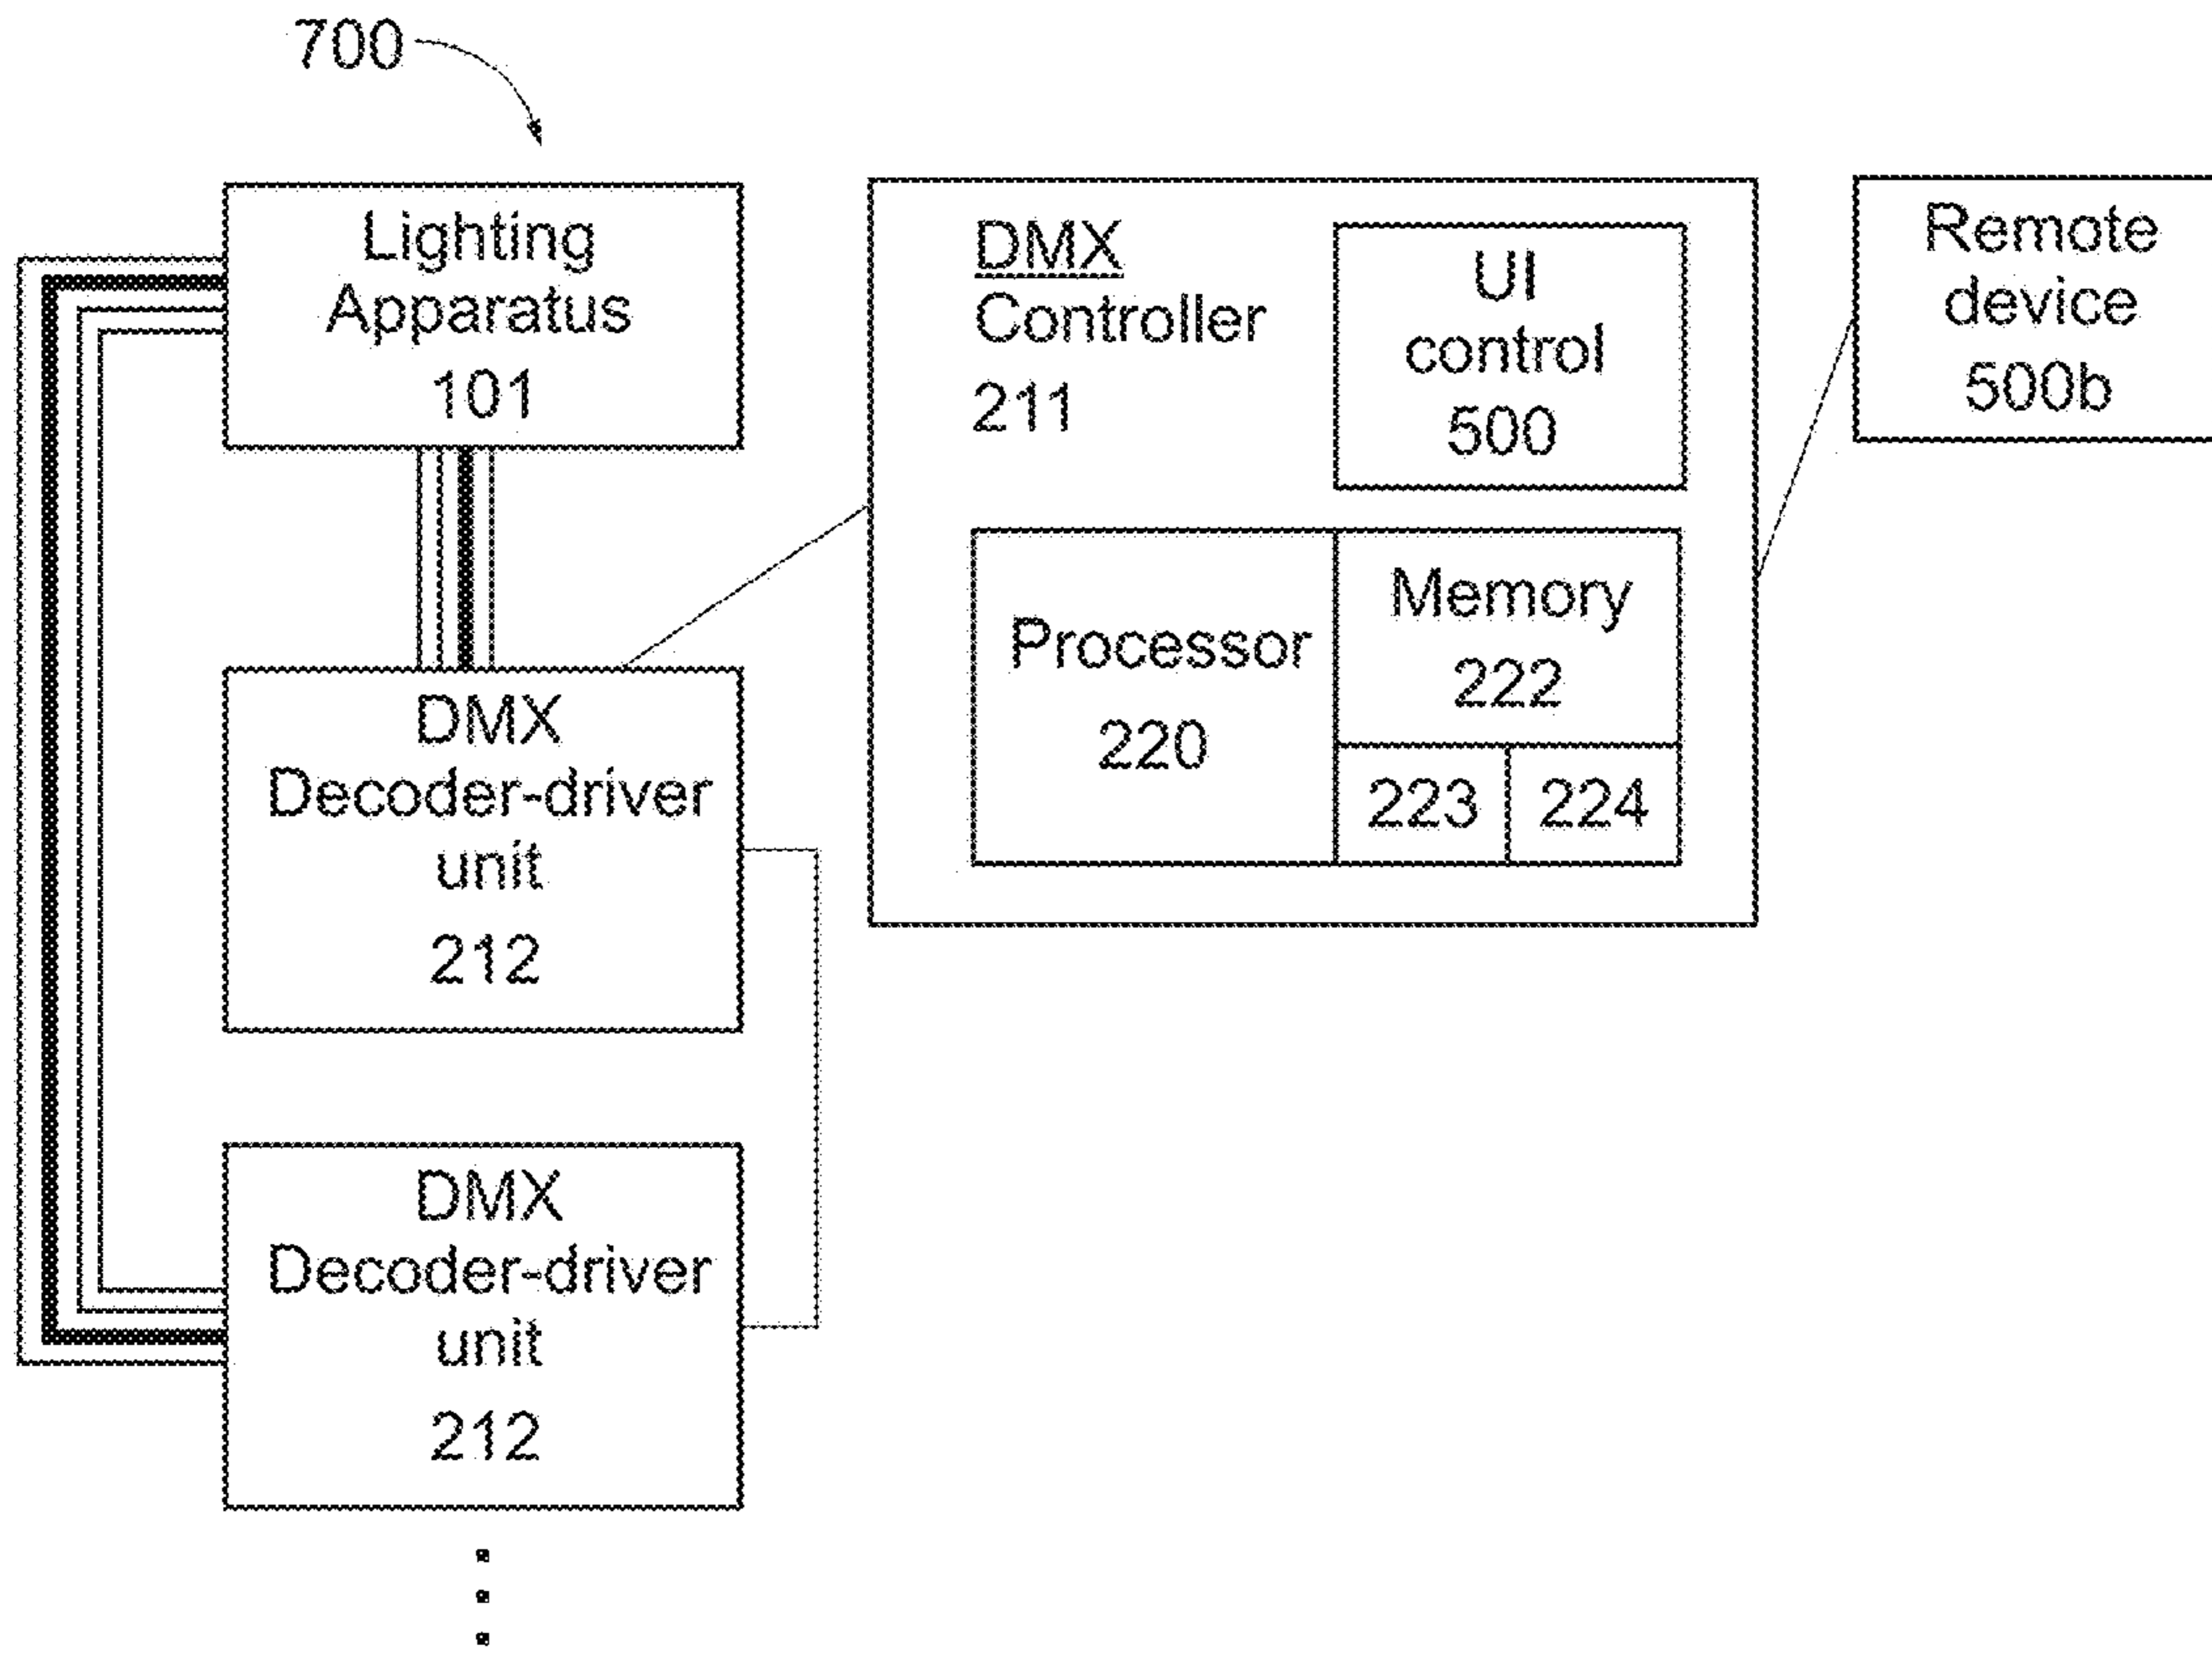 700
Lighting
Apparatus
101
DMX
Decoder-driver
unit
212
DMX
Decoder-driver
unit
212
DMX
Controller
211
UI
control
500
Processor
220
Memory
222
223
224
Remote
device
500b